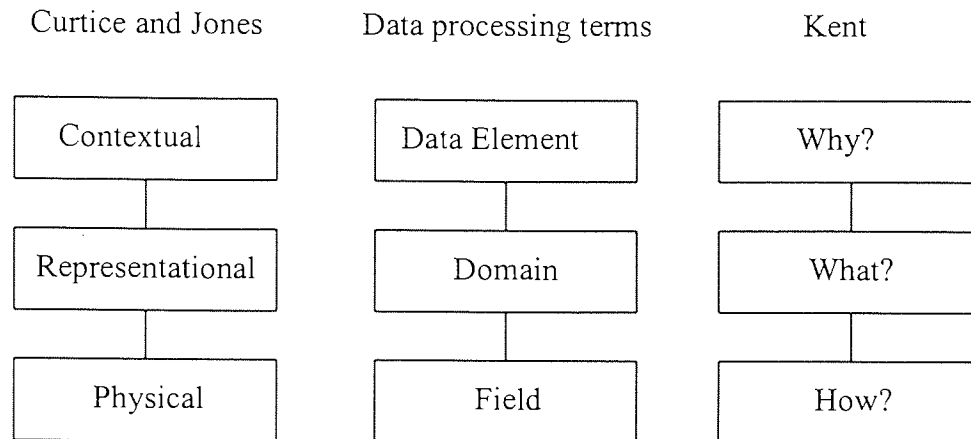 Curtice and Jones Data processing terms Kent
Contextual Data Element Why?
Representational Domain What?
Physical Field How?